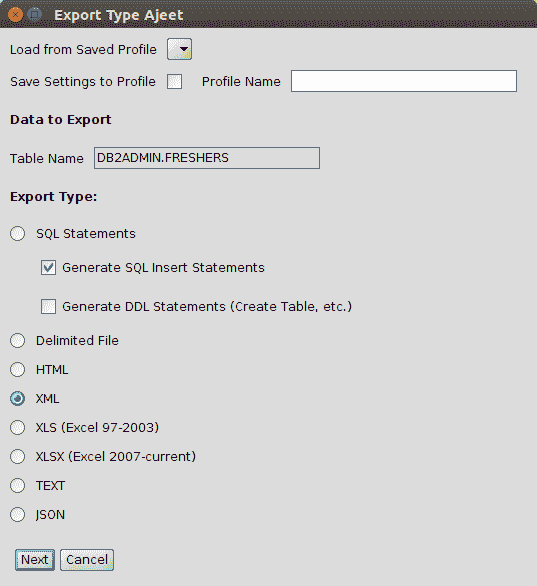 Export Type Ajeet
Load from Saved Profile
Save Settings to Profile Profile Name
Data to Export
Table Name DB2ADMIN.FRESHERS
Export Type:
SQL Statements
Generate SQL Insert Statements
Generate DDL Statements (Create Table, etc.)
Delimited File
HTML
XML
XLS (Excel 97-2003)
XLSX (Excel 2007-current)
TEXT
JSON
Next Cancel